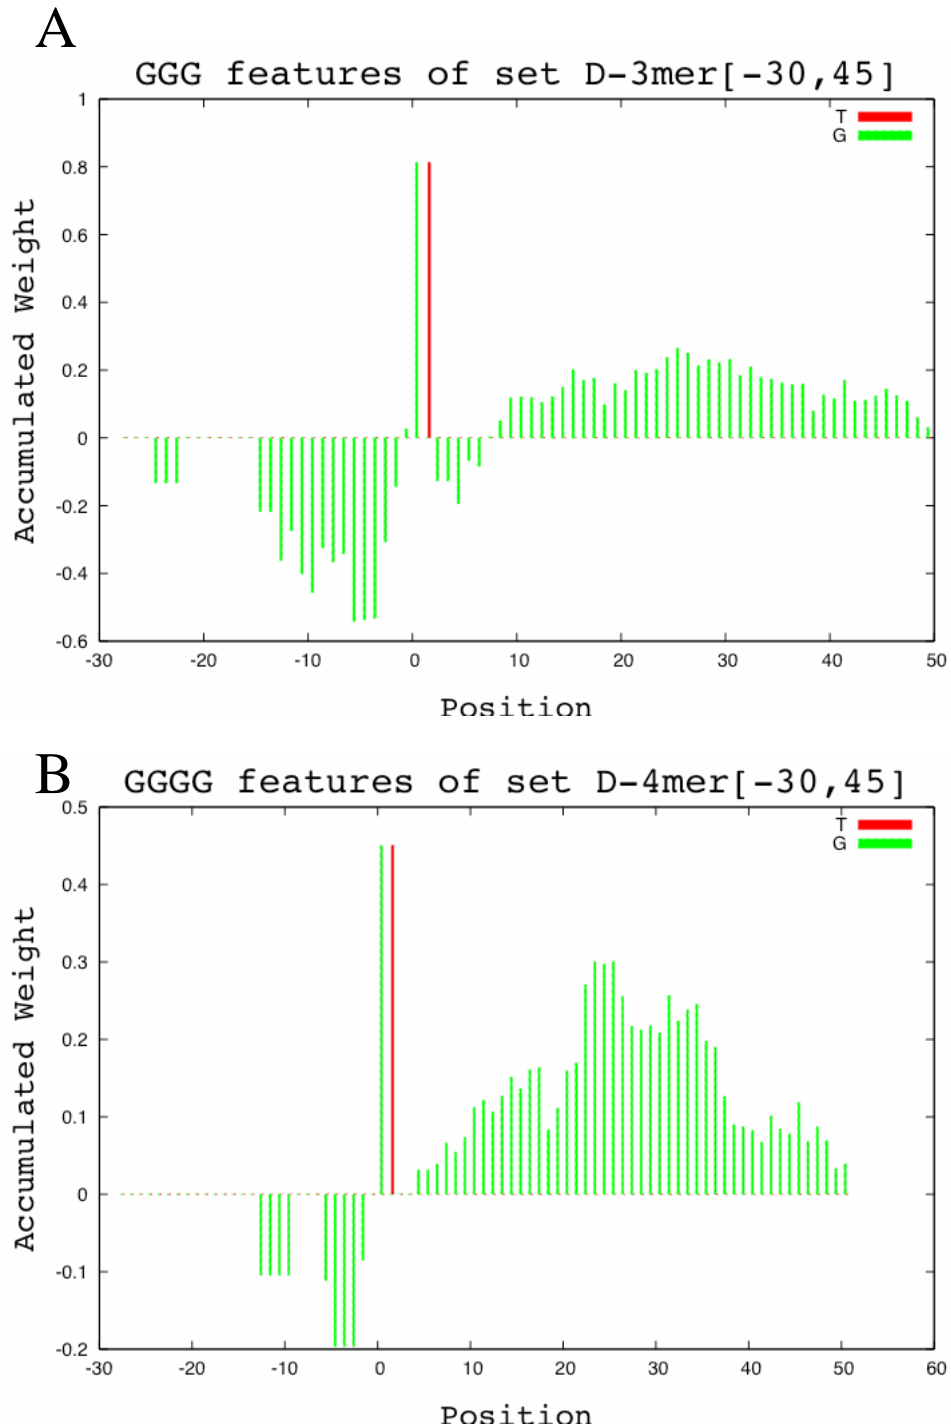 A
GGG features of set D-3mer[-30,45]
1
0.8
0.6
0.4
0.2
0
-0.2
-0.4
-0.6
Accumulated Weight
T
G
-30 -20 -10 0 10 20 30 40 50
Position
B
GGGG features of set D-4mer[-30,45]
0.5
0.4
0.3
0.2
0.1
0
-0.1
-0.2
Accumulated Weight
T
G
-30 -20 -10 0 10 20 30 40 50 60
Position